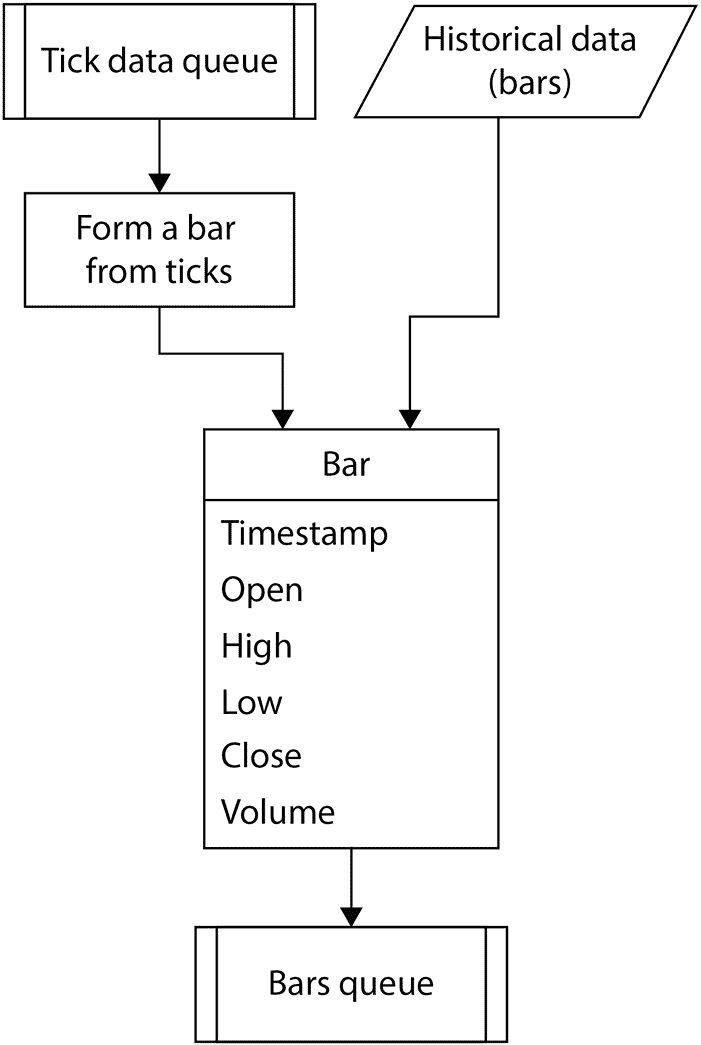 Tick data queue
Historical data
(bars)
Form a bar
from ticks
Bar
Timestamp
Open
High
Low
Close
Volume
Bars queue